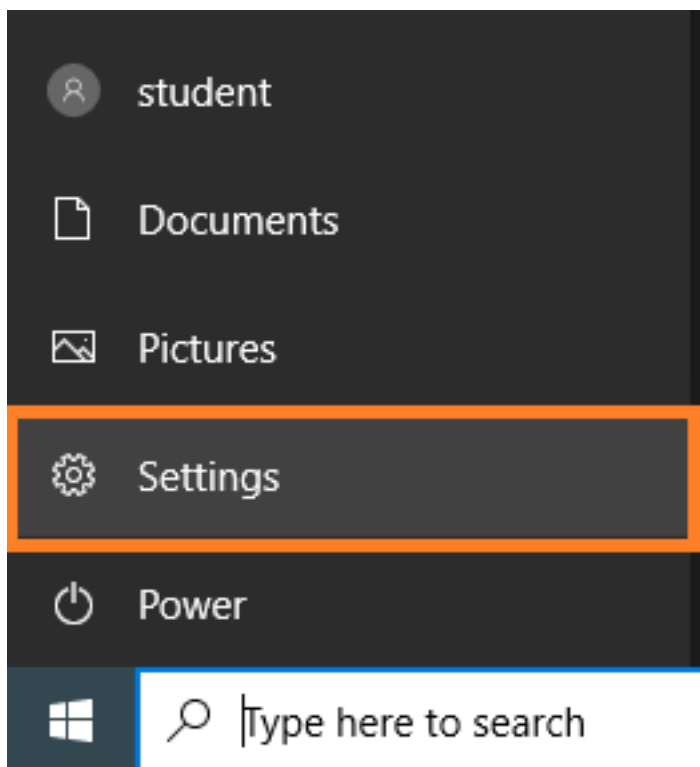 student
Documents
Pictures
Settings
Power
Type here to search